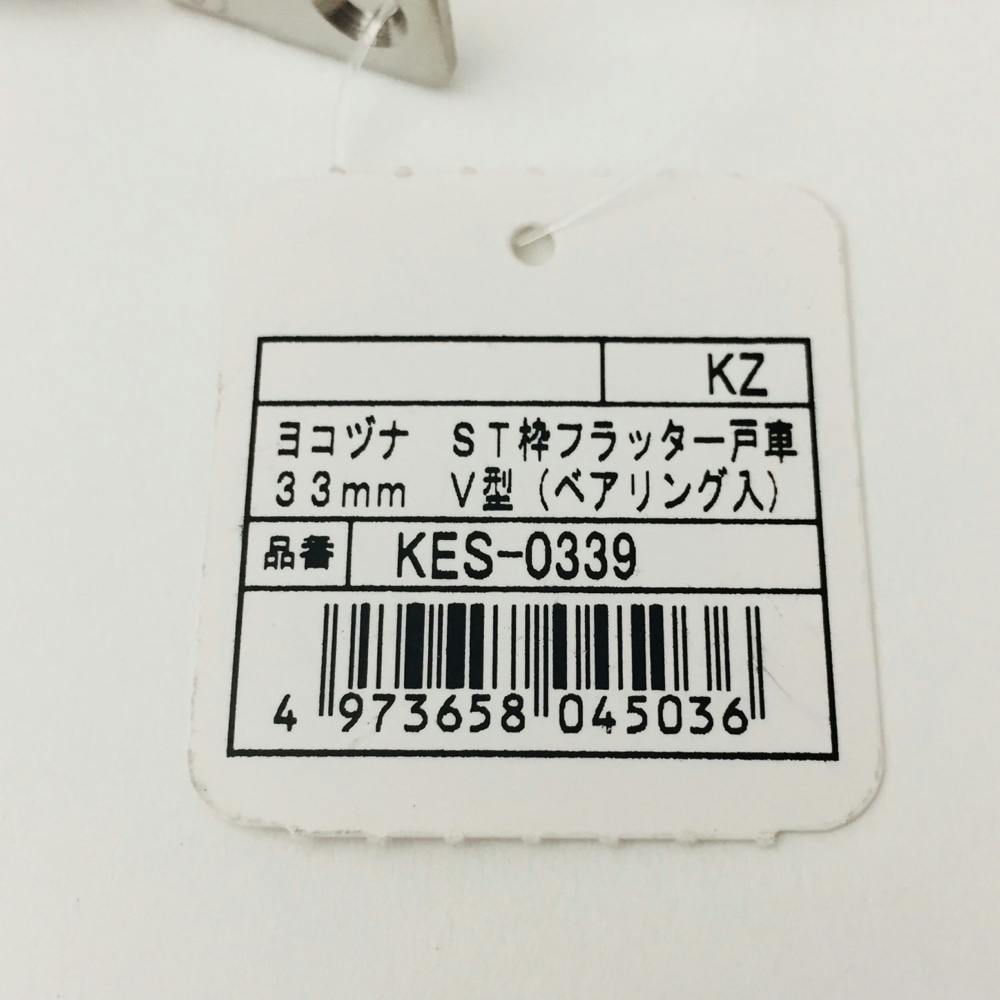 KZ
ヨコヅナ　ＳＴ枠フラッター戸車
３３ｍｍ　Ｖ型（ベアリング入）
品番 KES-0339
4 973658 045036